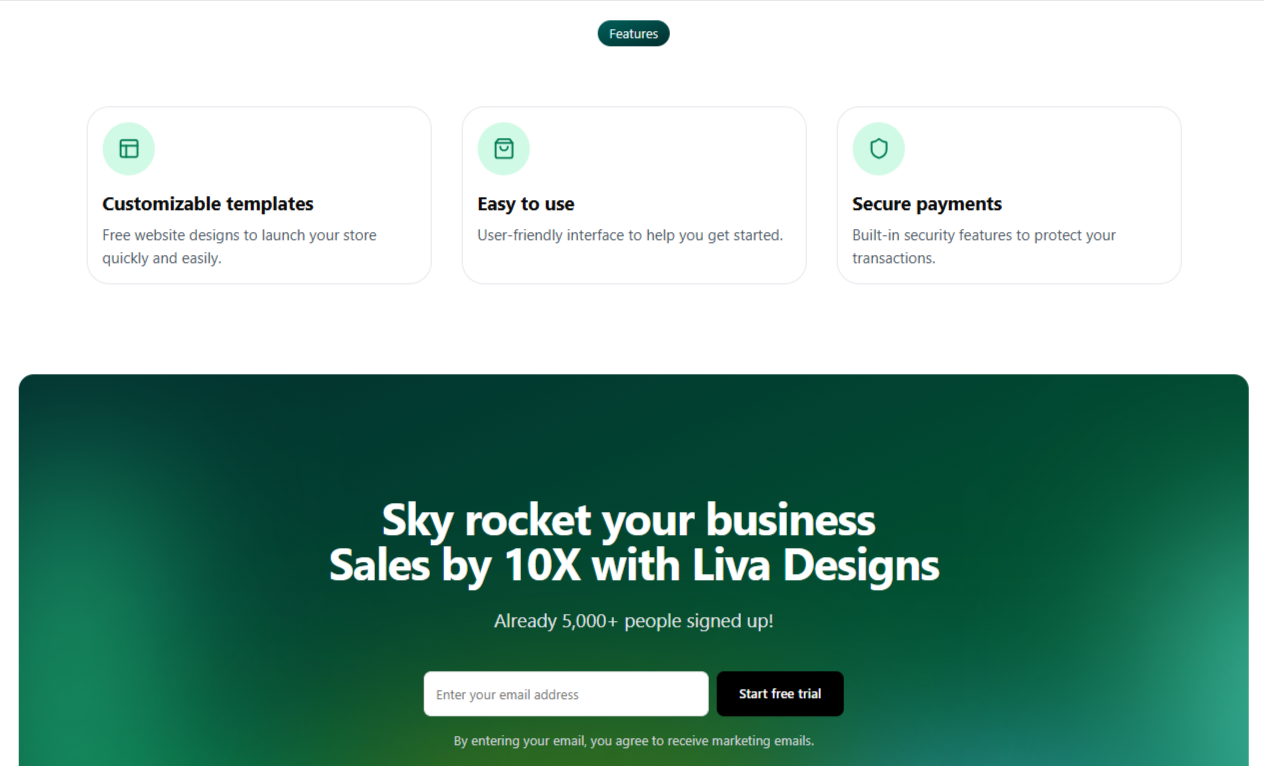 Features
Customizable templates
Free website designs to launch your store
quickly and easily.
Easy to use
User-friendly interface to help you get started.
Secure payments
Built-in security features to protect your
transactions.
Sky rocket your business
Sales by 10X with Liva Designs
Already 5,000+ people signed up!
Enter your email address
Start free trial
By entering your email, you agree to receive marketing emails.